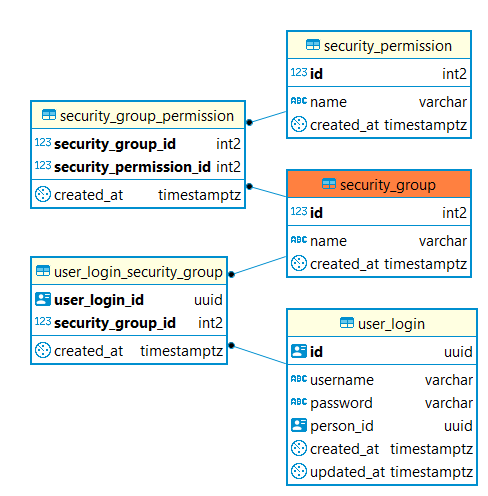 security_permission
123 id int2
ABC name varchar
created_at timestamptz
security_group_permission
123 security_group_id int2
123 security_permission_id int2
created_at timestamptz
security_group
123 id int2
ABC name varchar
created_at timestamptz
user_login_security_group
user_login_id uuid
123 security_group_id int2
created_at timestamptz
user_login
id uuid
ABC username varchar
ABC password varchar
person_id uuid
created_at timestamptz
updated_at timestamptz